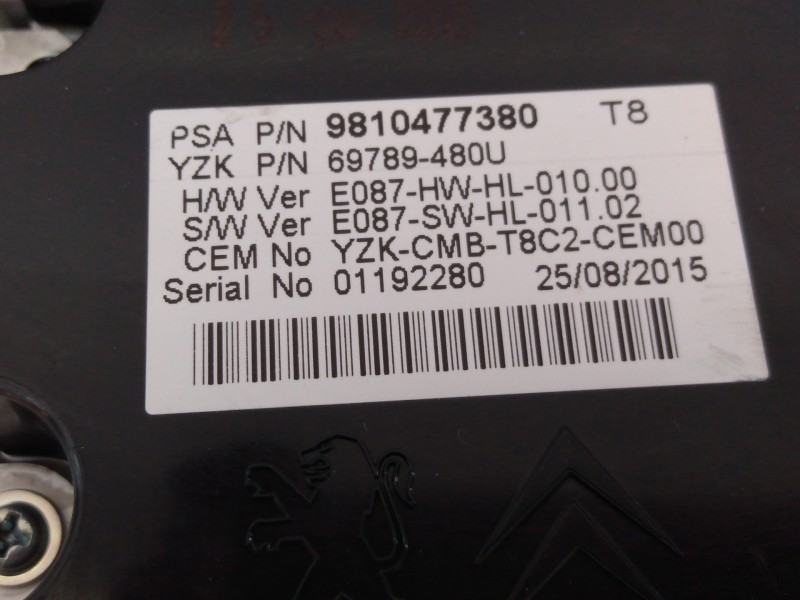 PSA P/N 9810477380 T8
YZK P/N 69789-480U
H/W Ver E087-HW-HL-010.00
S/W Ver E087-SW-HL-011.02
CEM No YZK-CMB-T8C2-CEM00
Serial No 01192280 25/08/2015